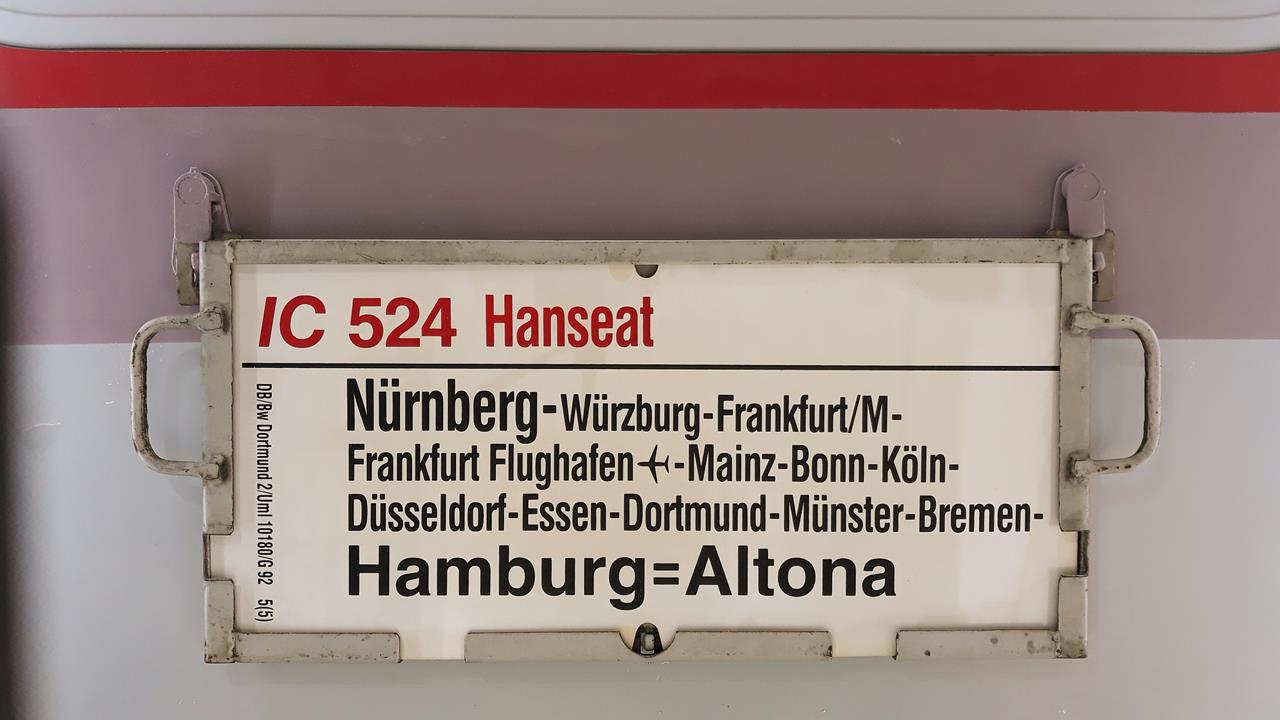 IC 524 Hanseat
Nürnberg-Würzburg-Frankfurt/M-
Frankfurt Flughafen✈-Mainz-Bonn-Köln-
Düsseldorf-Essen-Dortmund-Münster-Bremen-
Hamburg=Altona
DB/Bw Dortmund 2/Uml 10180/G 92 5(5)